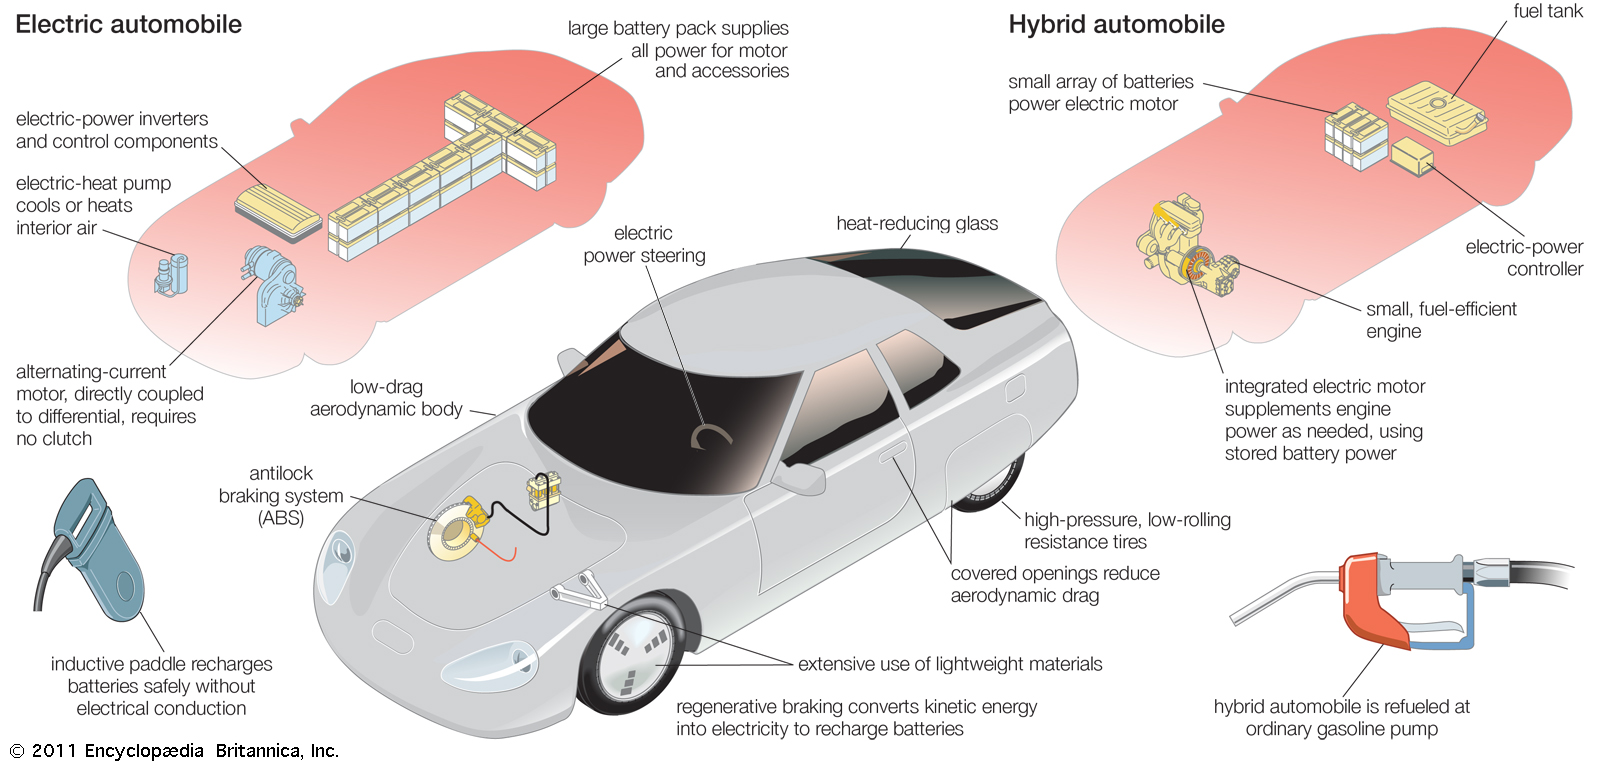 Electric automobile
large battery pack supplies
all power for motor
and accessories
electric-power inverters
and control components
electric-heat pump
cools or heats
interior air
alternating-current
motor, directly coupled
to differential, requires
no clutch
Hybrid automobile
fuel tank
small array of batteries
power electric motor
electric-power
controller
small, fuel-efficient
engine
integrated electric motor
supplements engine
power as needed, using
stored battery power
electric
power steering
heat-reducing glass
low-drag
aerodynamic body
antilock
braking system
(ABS)
high-pressure, low-rolling
resistance tires
covered openings reduce
aerodynamic drag
extensive use of lightweight materials
regenerative braking converts kinetic energy
into electricity to recharge batteries
inductive paddle recharges
batteries safely without
electrical conduction
hybrid automobile is refueled at
ordinary gasoline pump
© 2011 Encyclopædia Britannica, Inc.